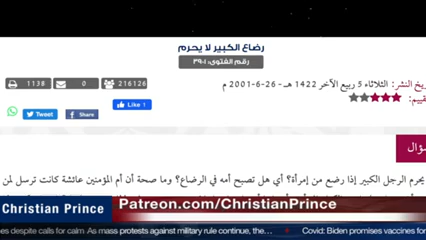 رضاع الكبير لا يحرم
رقم الفتوى: ٣٩٠١
1138 0 216126
تاريخ النشر: الثلاثاء 5 ربيع الآخر 1422 هـ - 26-6-2001 م
Like 1
Tweet Share
يحرم الرجل الكبير إذا رضع من إمرأة؟ أي هل تصبح أمه في الرضاع؟ وما صحة أن أم المؤمنين عائشة كانت ترسل لمن
Christian Prince
Patreon.com/ChristianPrince
es despite calls for calm As mass protests against military rule continue, the... Covid: Biden promises vaccines for